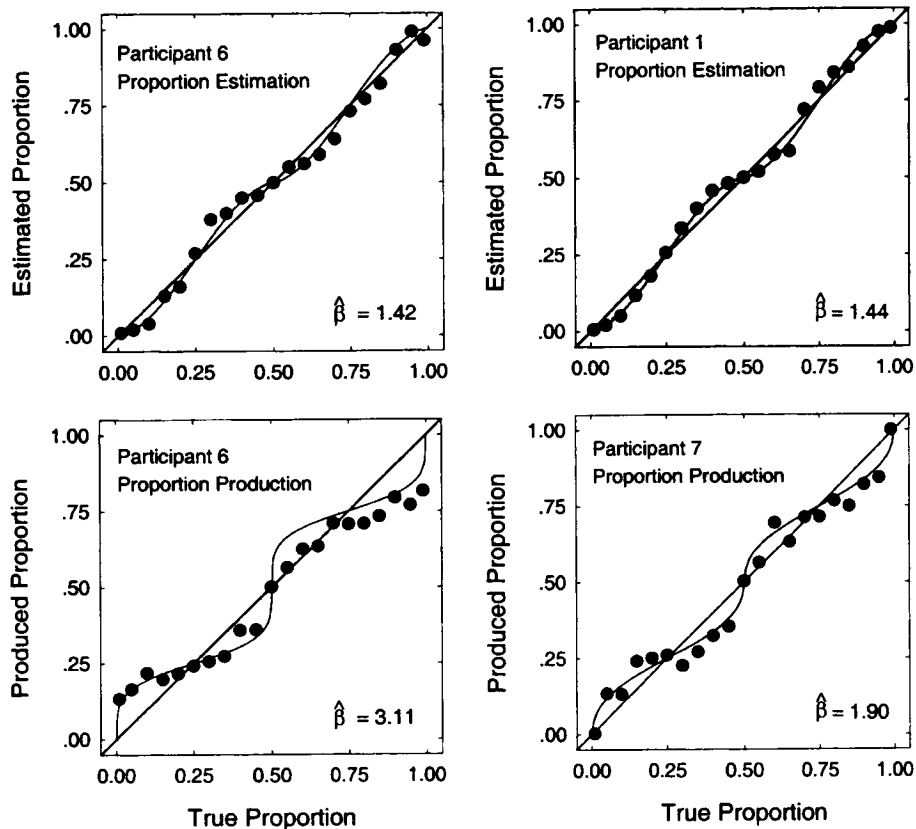 Participant 6
Proportion Estimation
Estimated Proportion
1.00
.75
.50
.25
.00
β̂ = 1.42
0.00 0.25 0.50 0.75 1.00
Participant 1
Proportion Estimation
Estimated Proportion
1.00
.75
.50
.25
.00
β̂ = 1.44
0.00 0.25 0.50 0.75 1.00
Participant 6
Proportion Production
Produced Proportion
1.00
.75
.50
.25
.00
β̂ = 3.11
0.00 0.25 0.50 0.75 1.00
True Proportion
Participant 7
Proportion Production
Produced Proportion
1.00
.75
.50
.25
.00
β̂ = 1.90
0.00 0.25 0.50 0.75 1.00
True Proportion